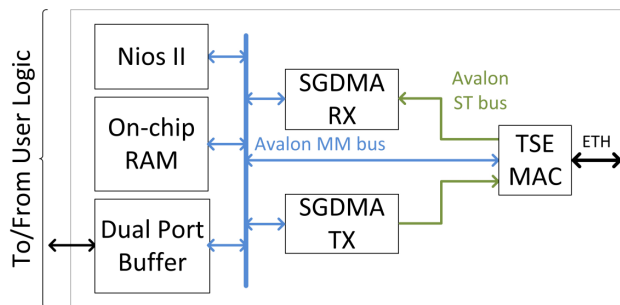 To/From User Logic
Nios II
On-chip
RAM
Dual Port
Buffer
SGDMA
RX
Avalon MM bus
SGDMA
TX
Avalon
ST bus
TSE
MAC
ETH